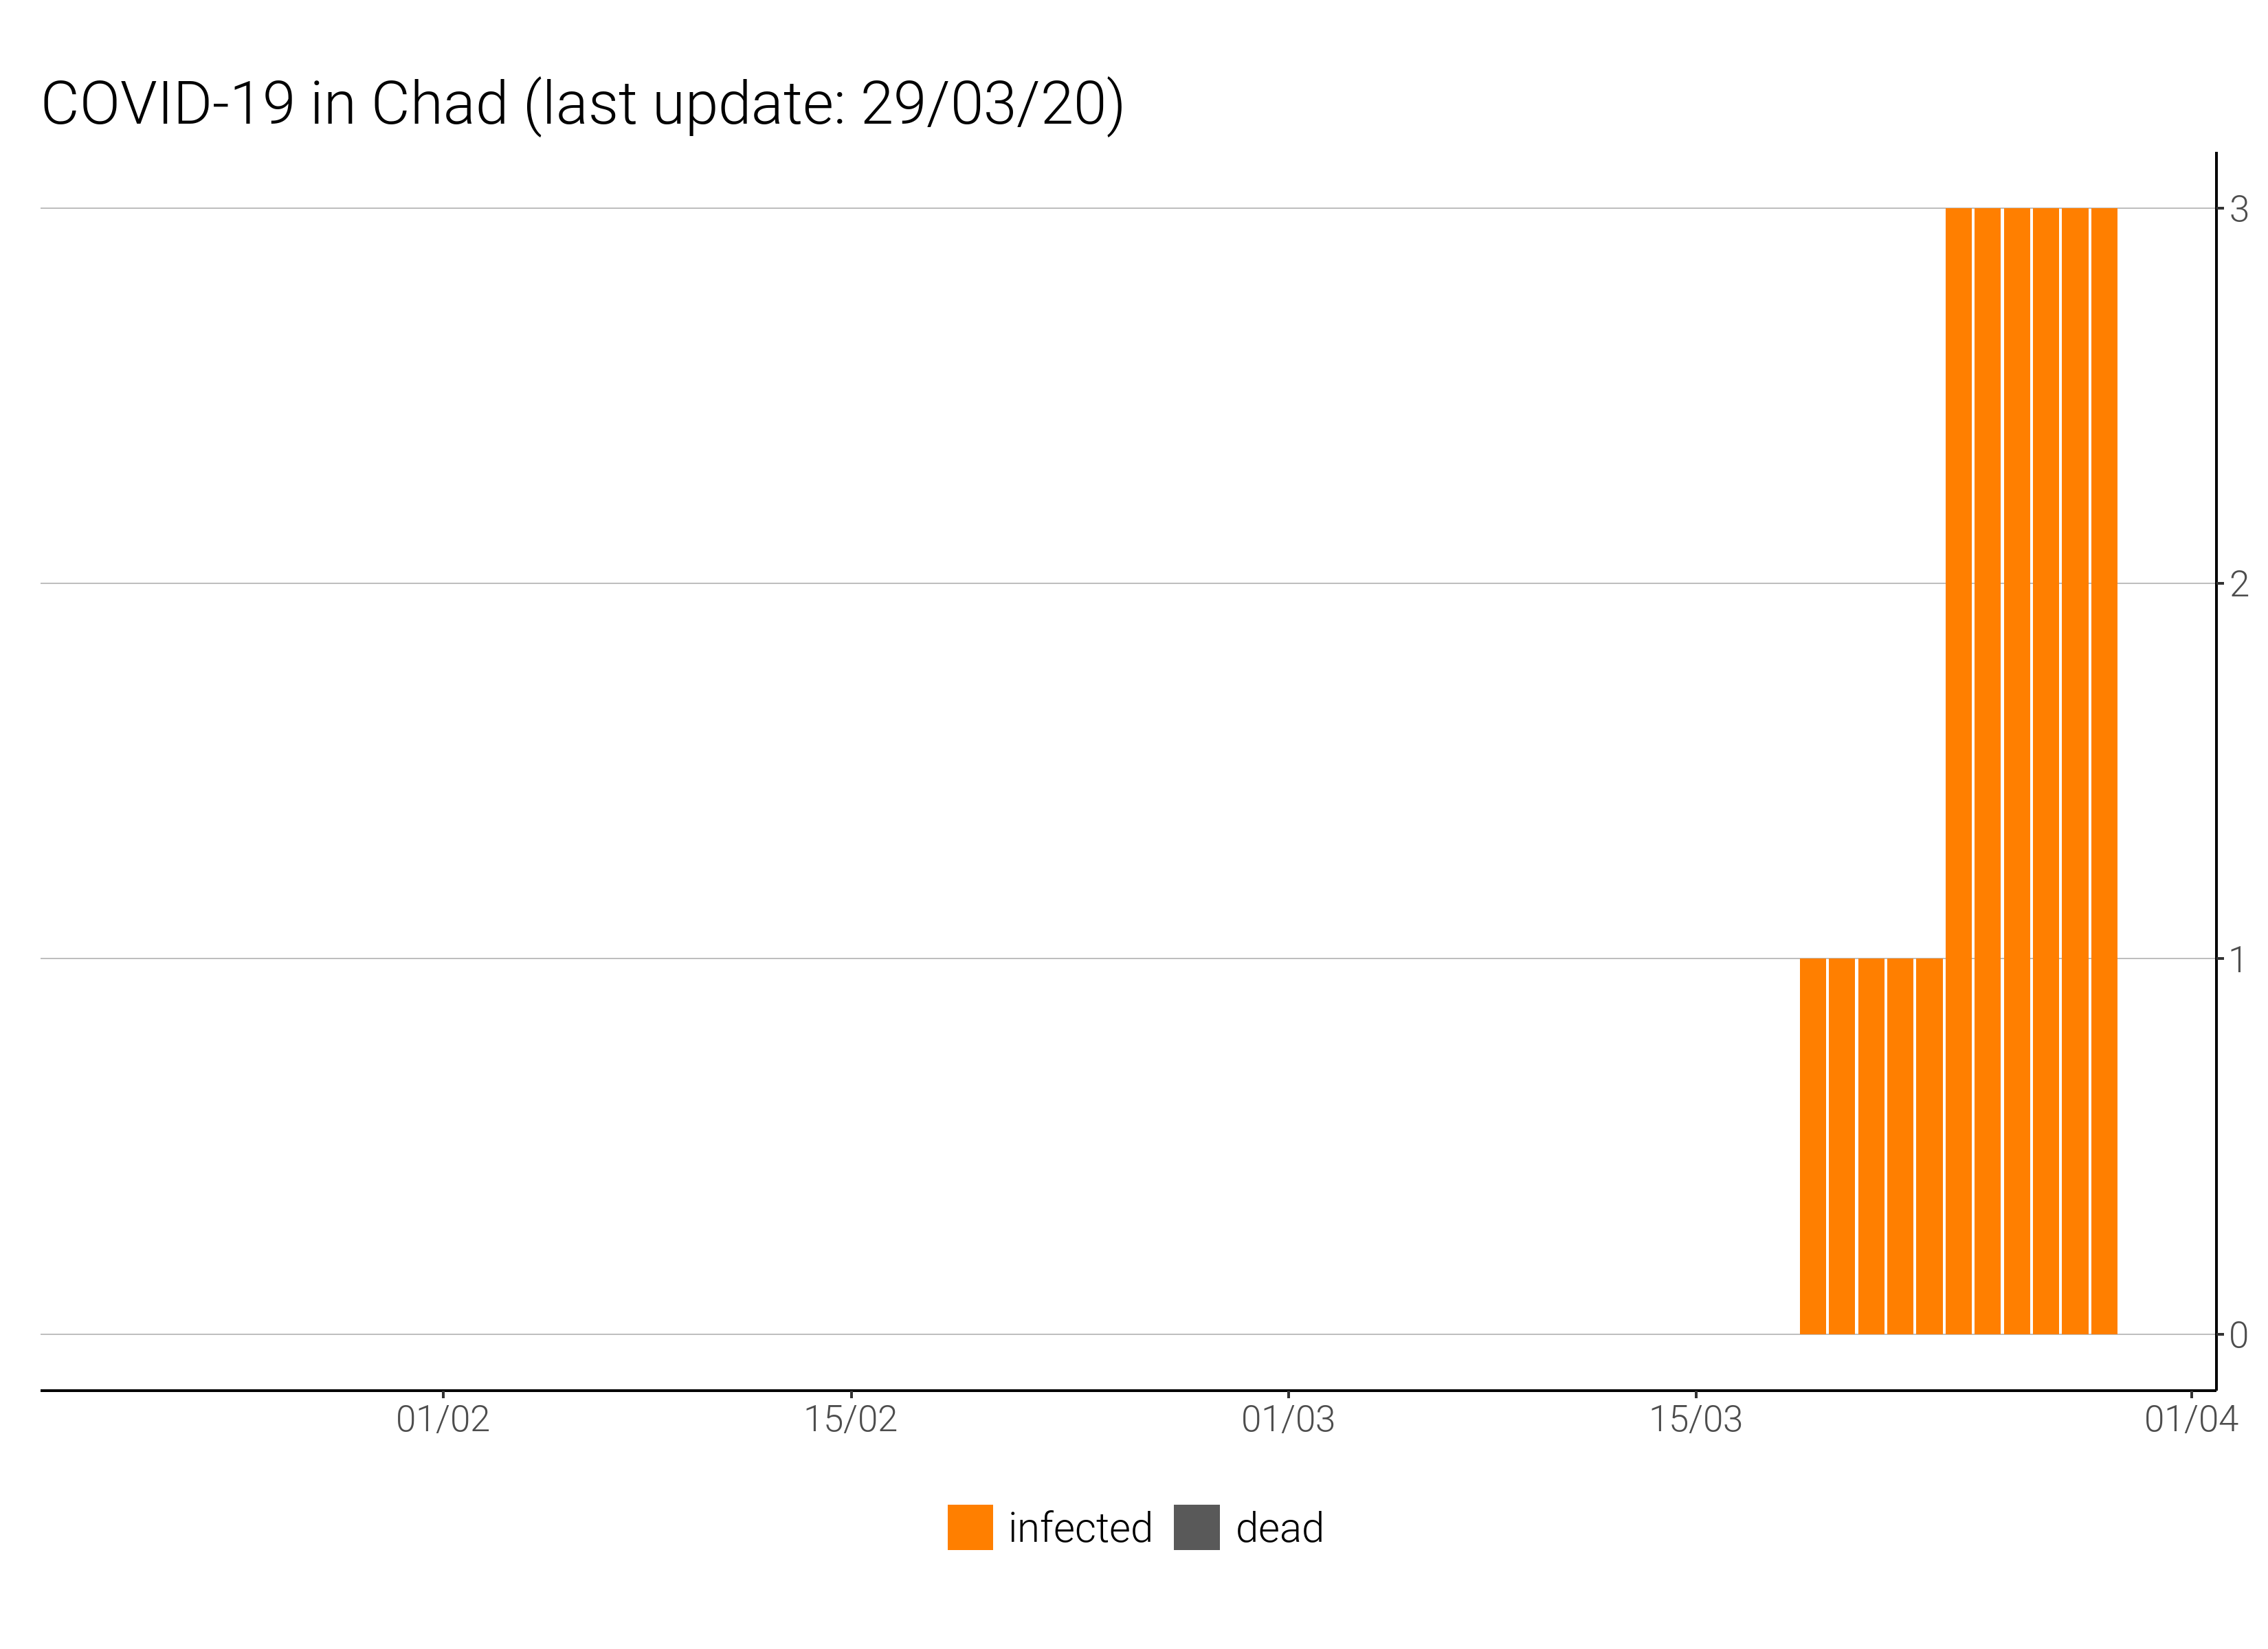 COVID-19 in Chad (last update: 29/03/20)
3
2
1
0
01/02 15/02 01/03 15/03 01/04
infected dead